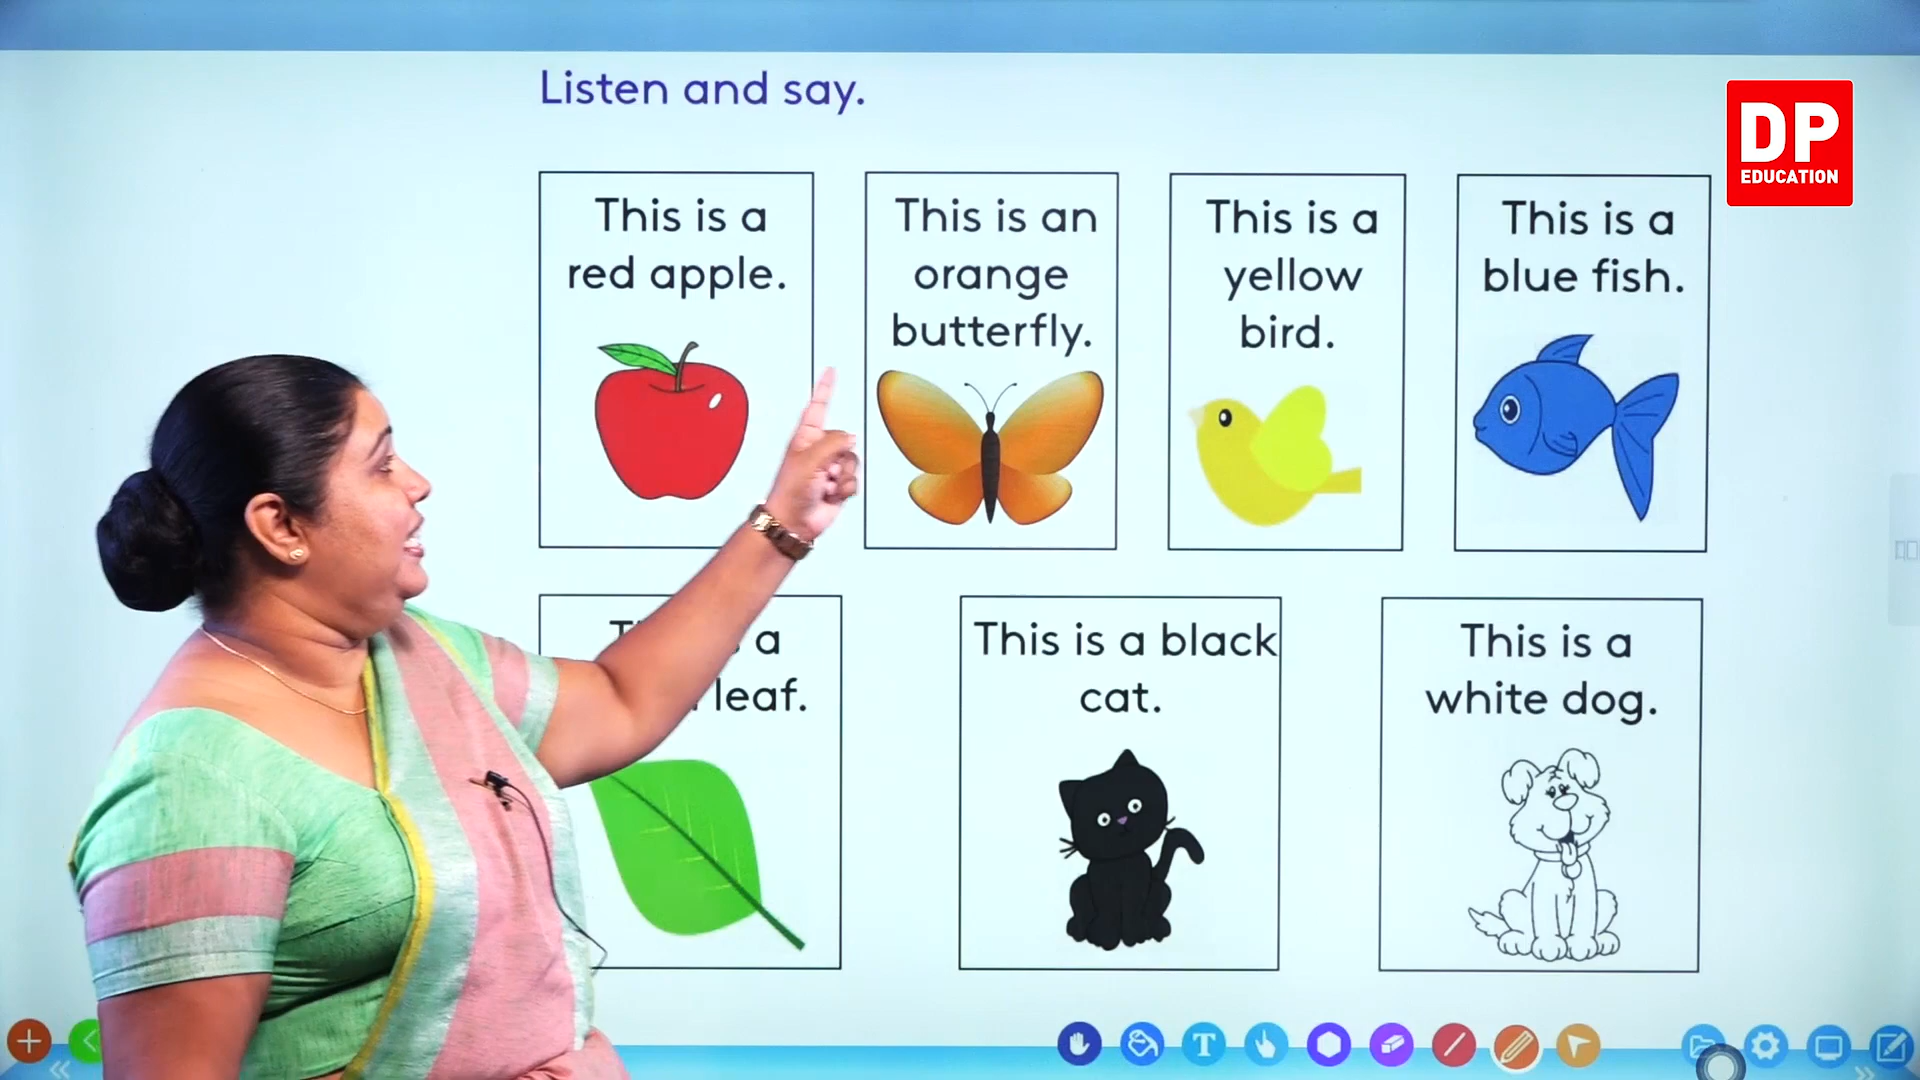 Listen and say.
DP
EDUCATION
This is a
red apple.
This is an
orange
butterfly.
This is a
yellow
bird.
This is a
blue fish.
a
leaf.
This is a black
cat.
This is a
white dog.
T